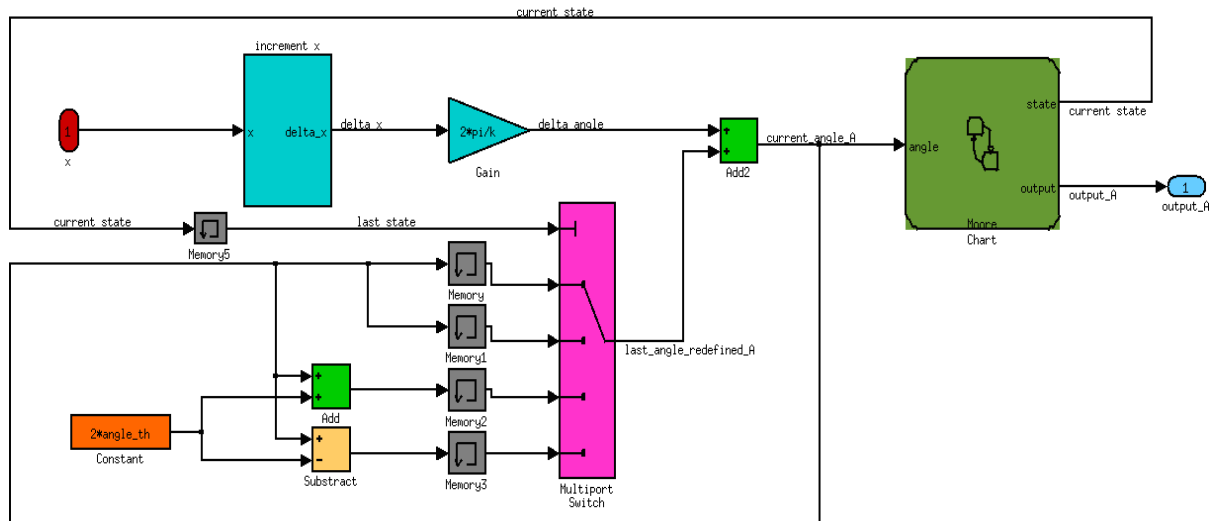 current state
increment x
1
x
x
delta_x
delta_x
2*pi/k
Gain
delta angle
+
+
Add2
current_angle_A
angle
state
output
Moore
Chart
current state
output_A
1
output_A
current state
Memory5
last state
Memory
Memory1
last_angle_redefined_A
+
+
Add
Memory2
2*angle_th
Constant
+
-
Substract
Memory3
Multiport
Switch